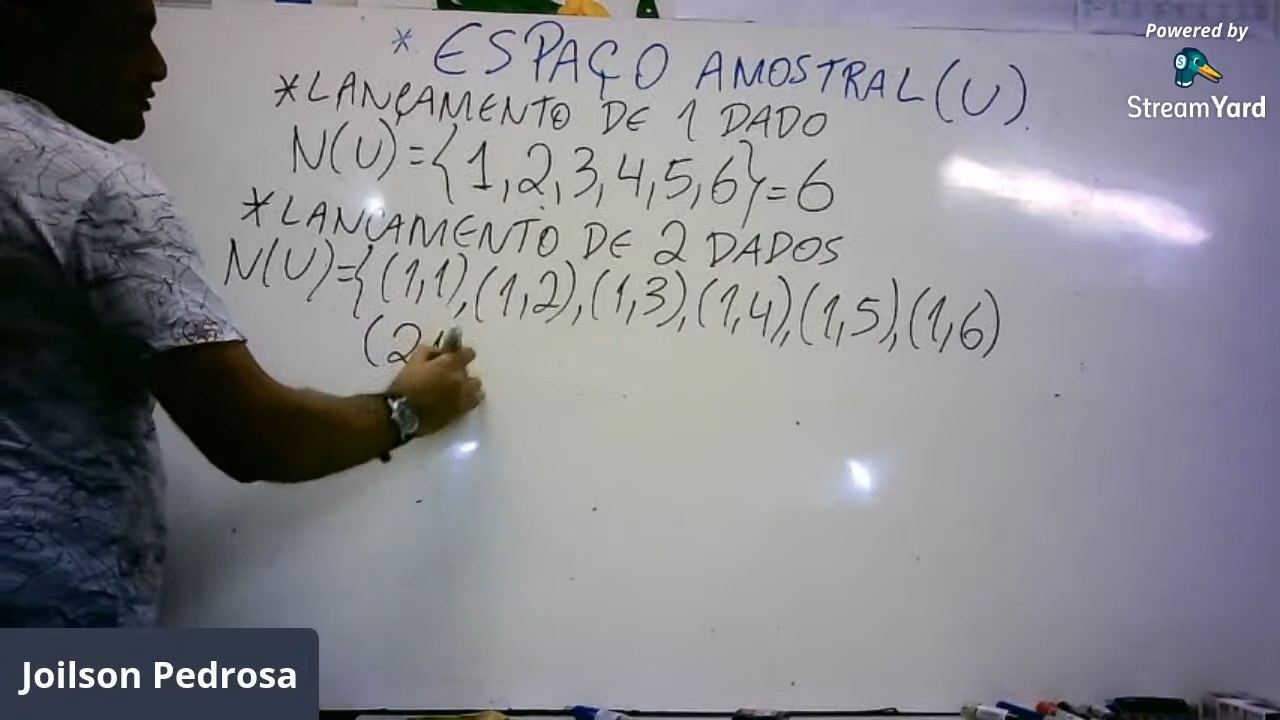 Powered by
StreamYard
* ESPAÇO AMOSTRAL (U)
*LANÇAMENTO DE 1 DADO
N(U)={1,2,3,4,5,6}=6
*LANÇAMENTO DE 2 DADOS
N(U)={(1,1),(1,2),(1,3),(1,4),(1,5),(1,6)
(2,
Joilson Pedrosa